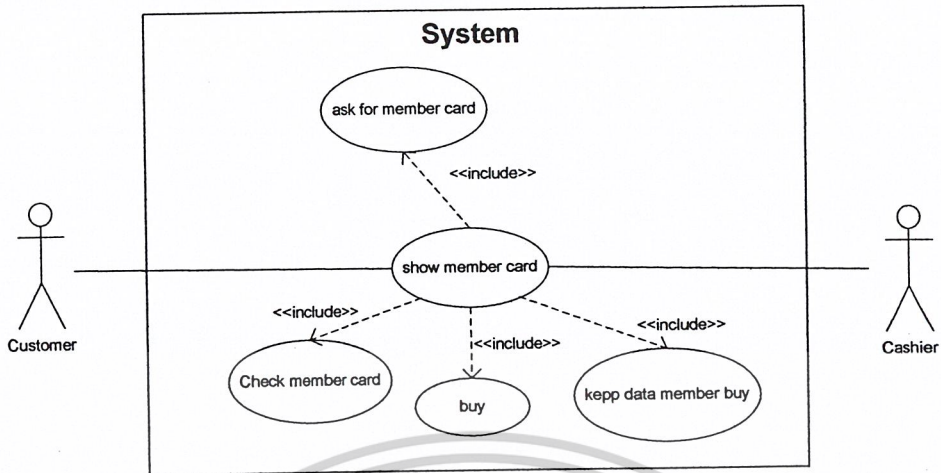 System
ask for member card
<<include>>
show member card
<<include>>
<<include>>
<<include>>
Customer
Cashier
Check member card
buy
kepp data member buy